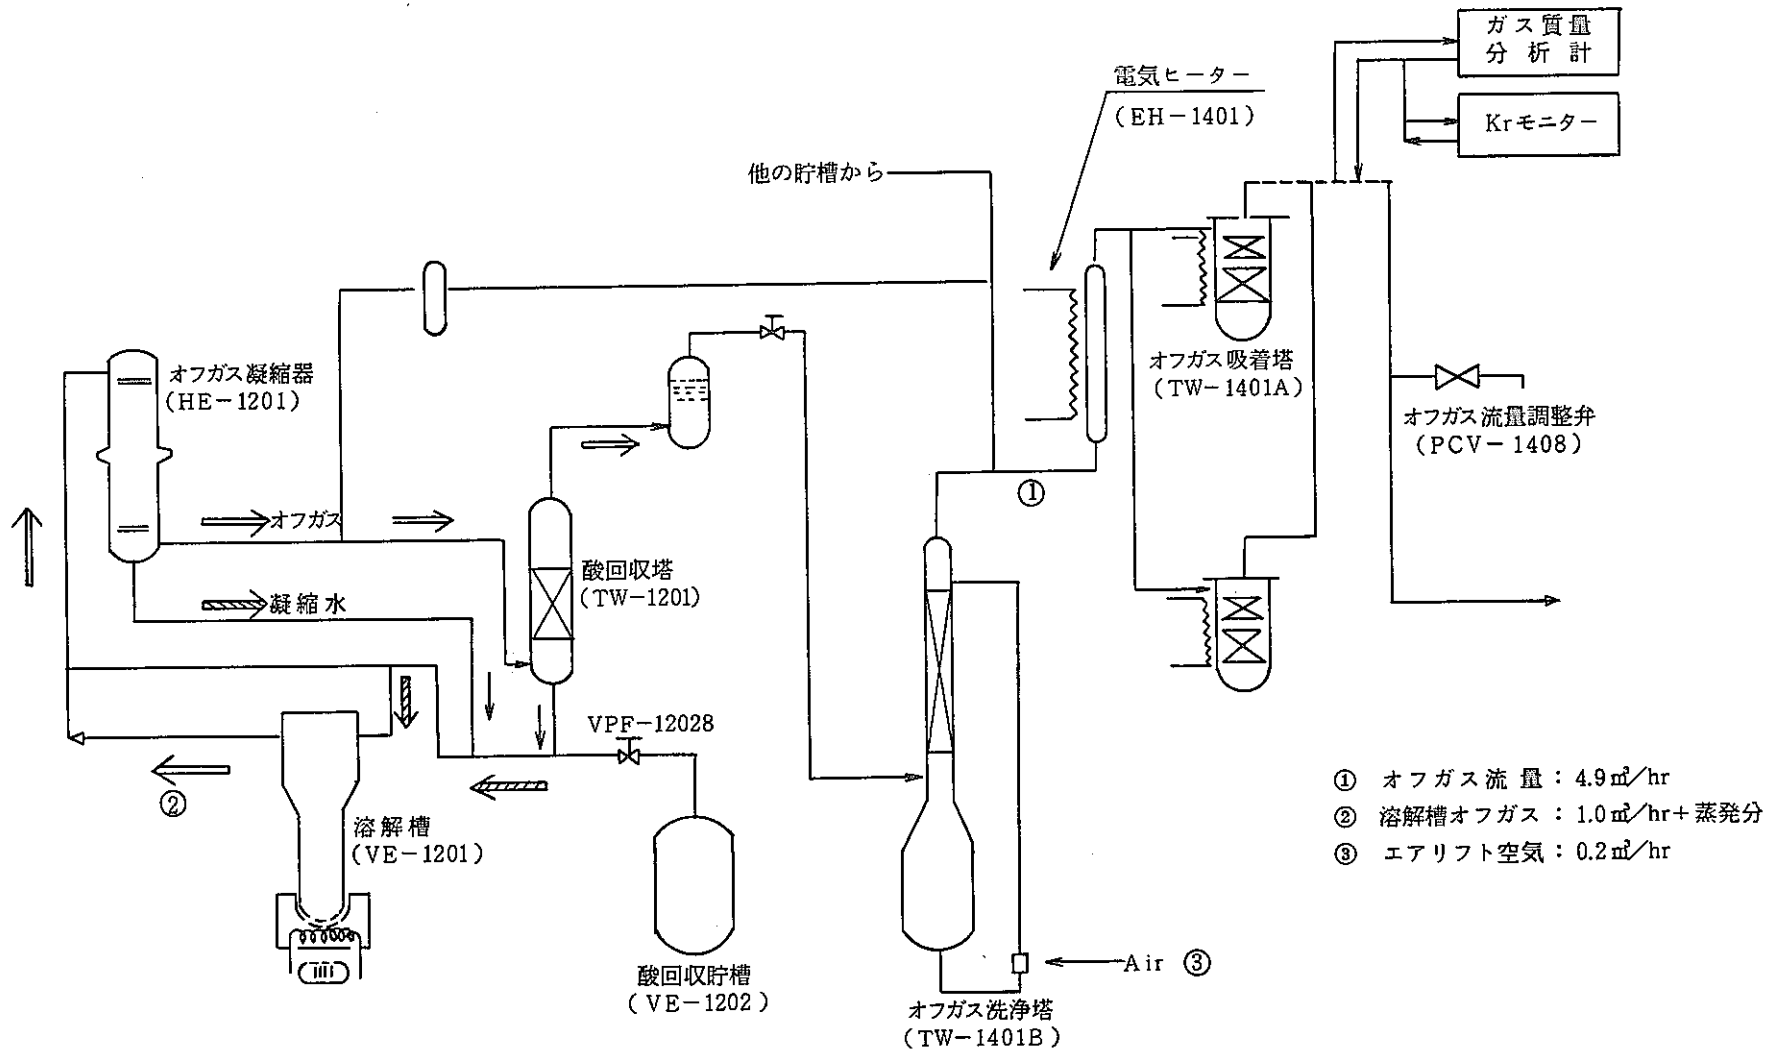 ガス質量
分析計
Krモニター
電気ヒーター
(EH-1401)
他の貯槽から
オフガス凝縮器
(HE-1201)
オフガス吸着塔
(TW-1401A)
オフガス流量調整弁
(PCV-1408)
①
オフガス
酸回収塔
(TW-1201)
凝縮水
VPF-12028
②
溶解槽
(VE-1201)
酸回収貯槽
(VE-1202)
Air ③
オフガス洗浄塔
(TW-1401B)
① オフガス流量：4.9㎥/hr
② 溶解槽オフガス：1.0㎥/hr+蒸発分
③ エアリフト空気：0.2㎥/hr